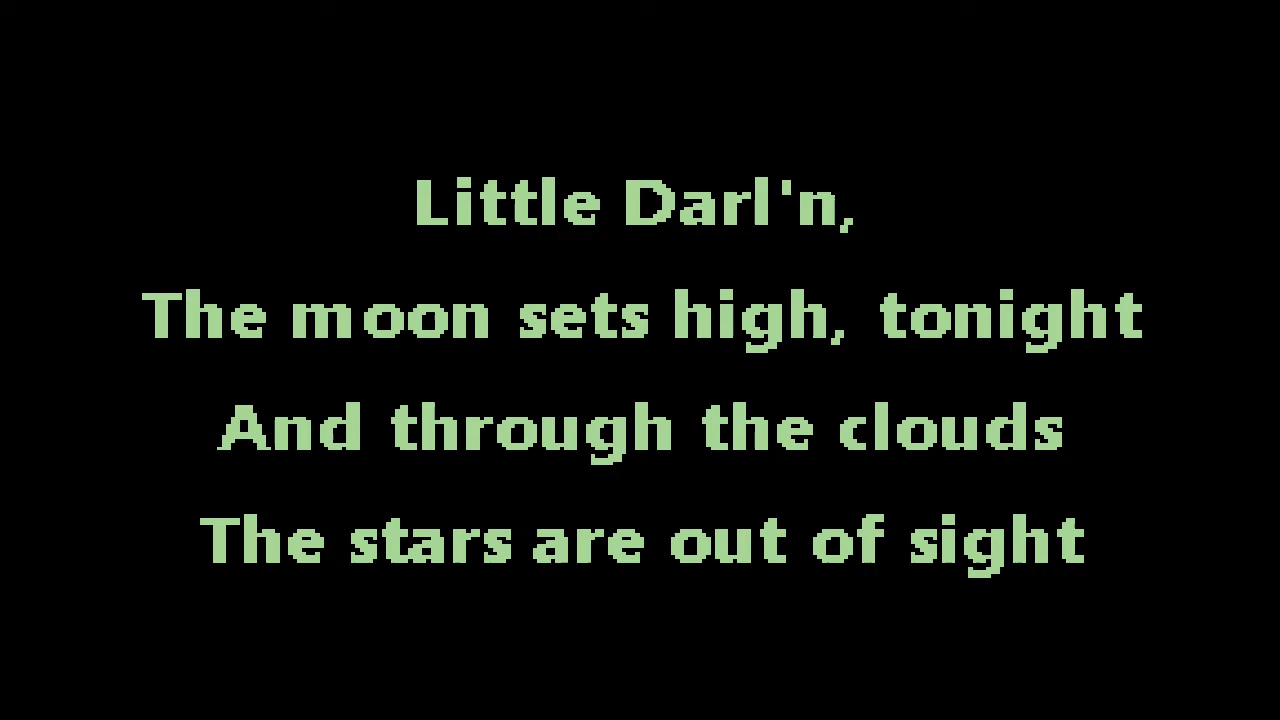 Little Darl'n,
The moon sets high, tonight
And through the clouds
The stars are out of sight